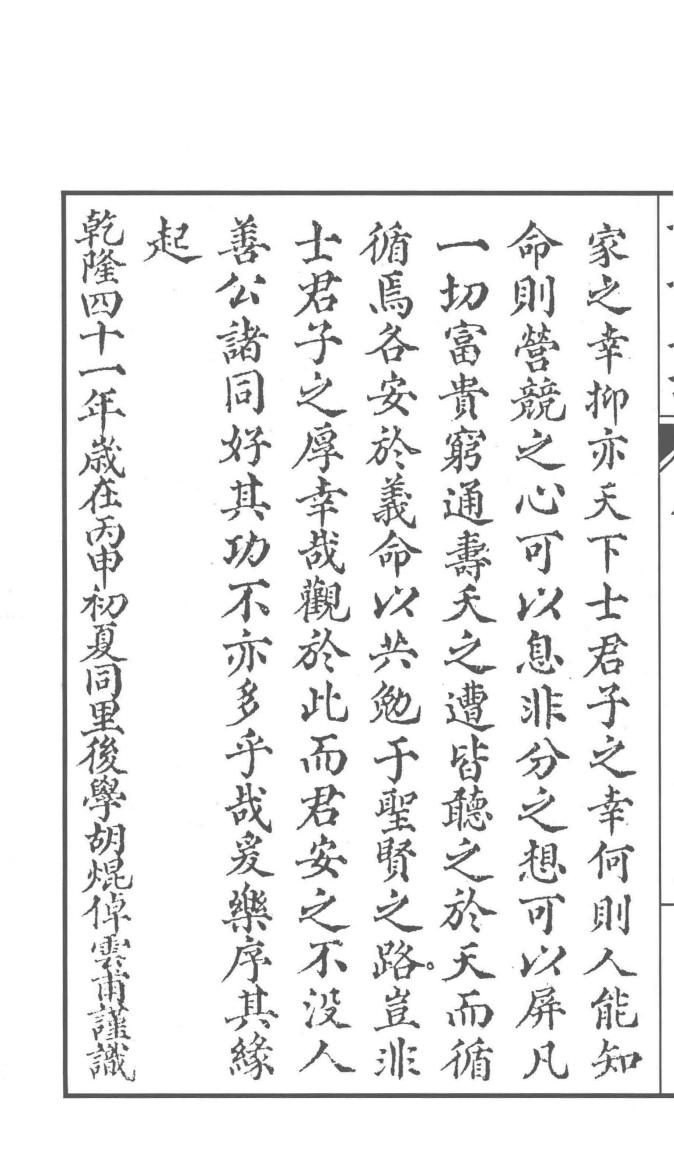 家之幸抑亦天下士君子之幸何則人能知
命則營競之心可以息非分之想可以屏凡
一切富貴窮通壽夭之遭皆聽之於天而循
循焉各安於義命以共勉于聖賢之路。豈非
士君子之厚幸哉觀於此而君安之不没人
善公諸同好其功不亦多乎哉爰樂序其緣
起
乾隆四十一年歲在丙申初夏同里後學胡焜倬雲甫謹識